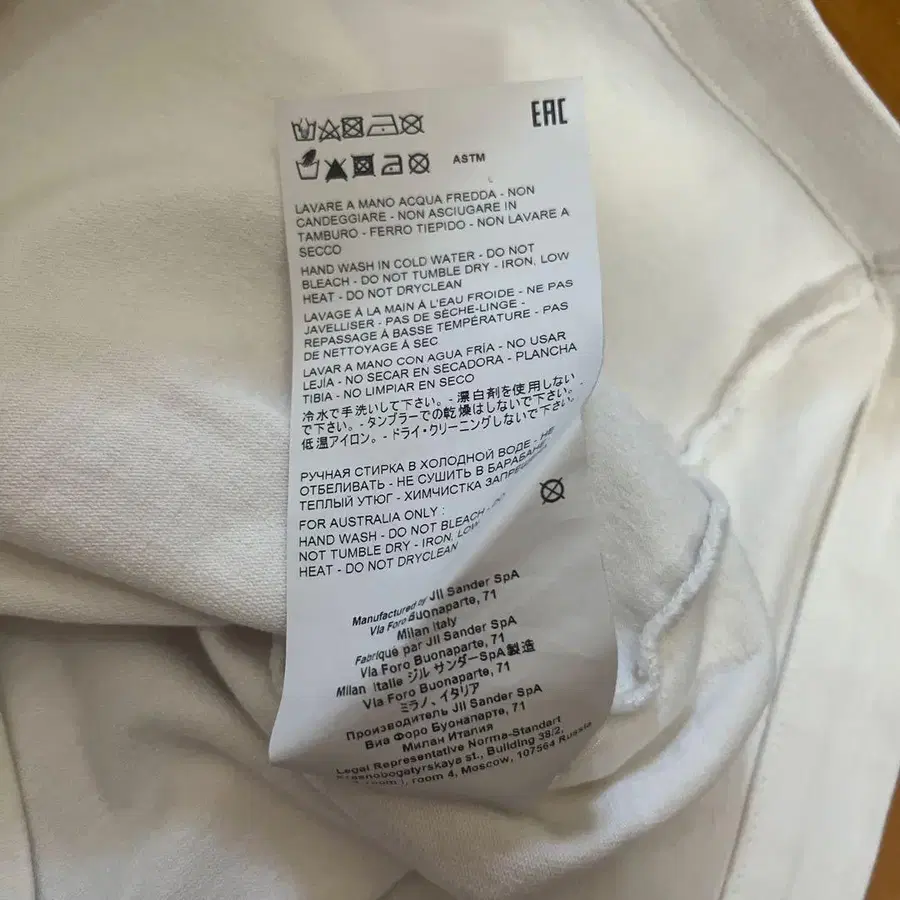 EAC
ASTM
LAVARE A MANO ACQUA FREDDA - NON
CANDEGGIARE - NON ASCIUGARE IN
TAMBURO - FERRO TIEPIDO - NON LAVARE A
SECCO
HAND WASH IN COLD WATER - DO NOT
BLEACH - DO NOT TUMBLE DRY - IRON, LOW
HEAT - DO NOT DRYCLEAN
LAVAGE À LA MAIN À L'EAU FROIDE - NE PAS
JAVELLISER - PAS DE SÈCHE-LINGE -
REPASSAGE À BASSE TEMPÉRATURE - PAS
DE NETTOYAGE À SEC
LAVAR A MANO CON AGUA FRÍA - NO USAR
LEJÍA - NO SECAR EN SECADORA - PLANCHA
TIBIA - NO LIMPIAR EN SECO
冷水で手洗いして下さい。- 漂白剤を使用しない
で下さい。- タンブラーでの乾燥はしないで下さい。
低温アイロン。- ドライ・クリーニングしないで下さい。
РУЧНАЯ СТИРКА В ХОЛОДНОЙ ВОДЕ - НЕ
ОТБЕЛИВАТЬ - НЕ СУШИТЬ В БАРАБАНЕ
ТЕПЛЫЙ УТЮГ - ХИМЧИСТКА
FOR AUSTRALIA ONLY :
HAND WASH - DO NOT BLEACH - DO
NOT TUMBLE DRY - IRON, LOW
HEAT - DO NOT DRYCLEAN
Manufactured by Jil Sander SpA
Via Foro Buonaparte, 71
Milan Italy
Fabriqué par Jil Sander SpA
Via Foro Buonaparte, 71
Milan Italie ジル サンダーSpA製造
Via Foro Buonaparte, 71
ミラノ、イタリア
Производитель Jil Sander SpA
Виа Форо Буонапарте, 71
Милан Италия
Legal Representative Norma-Standart
Krasnobogatyrskaya st., Building 38/2,
room 4, Moscow, 107564 Russia